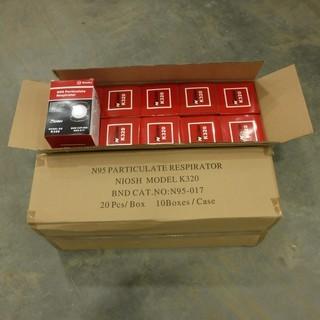 N95 Particulate
Respirator
K320
K320
K320
K320
K320
K320
K320
K320
K320
N95 PARTICULATE RESPIRATOR
NIOSH MODEL K320
BND CAT.NO:N95-017
20 Pcs/ Box 10Boxes / Case